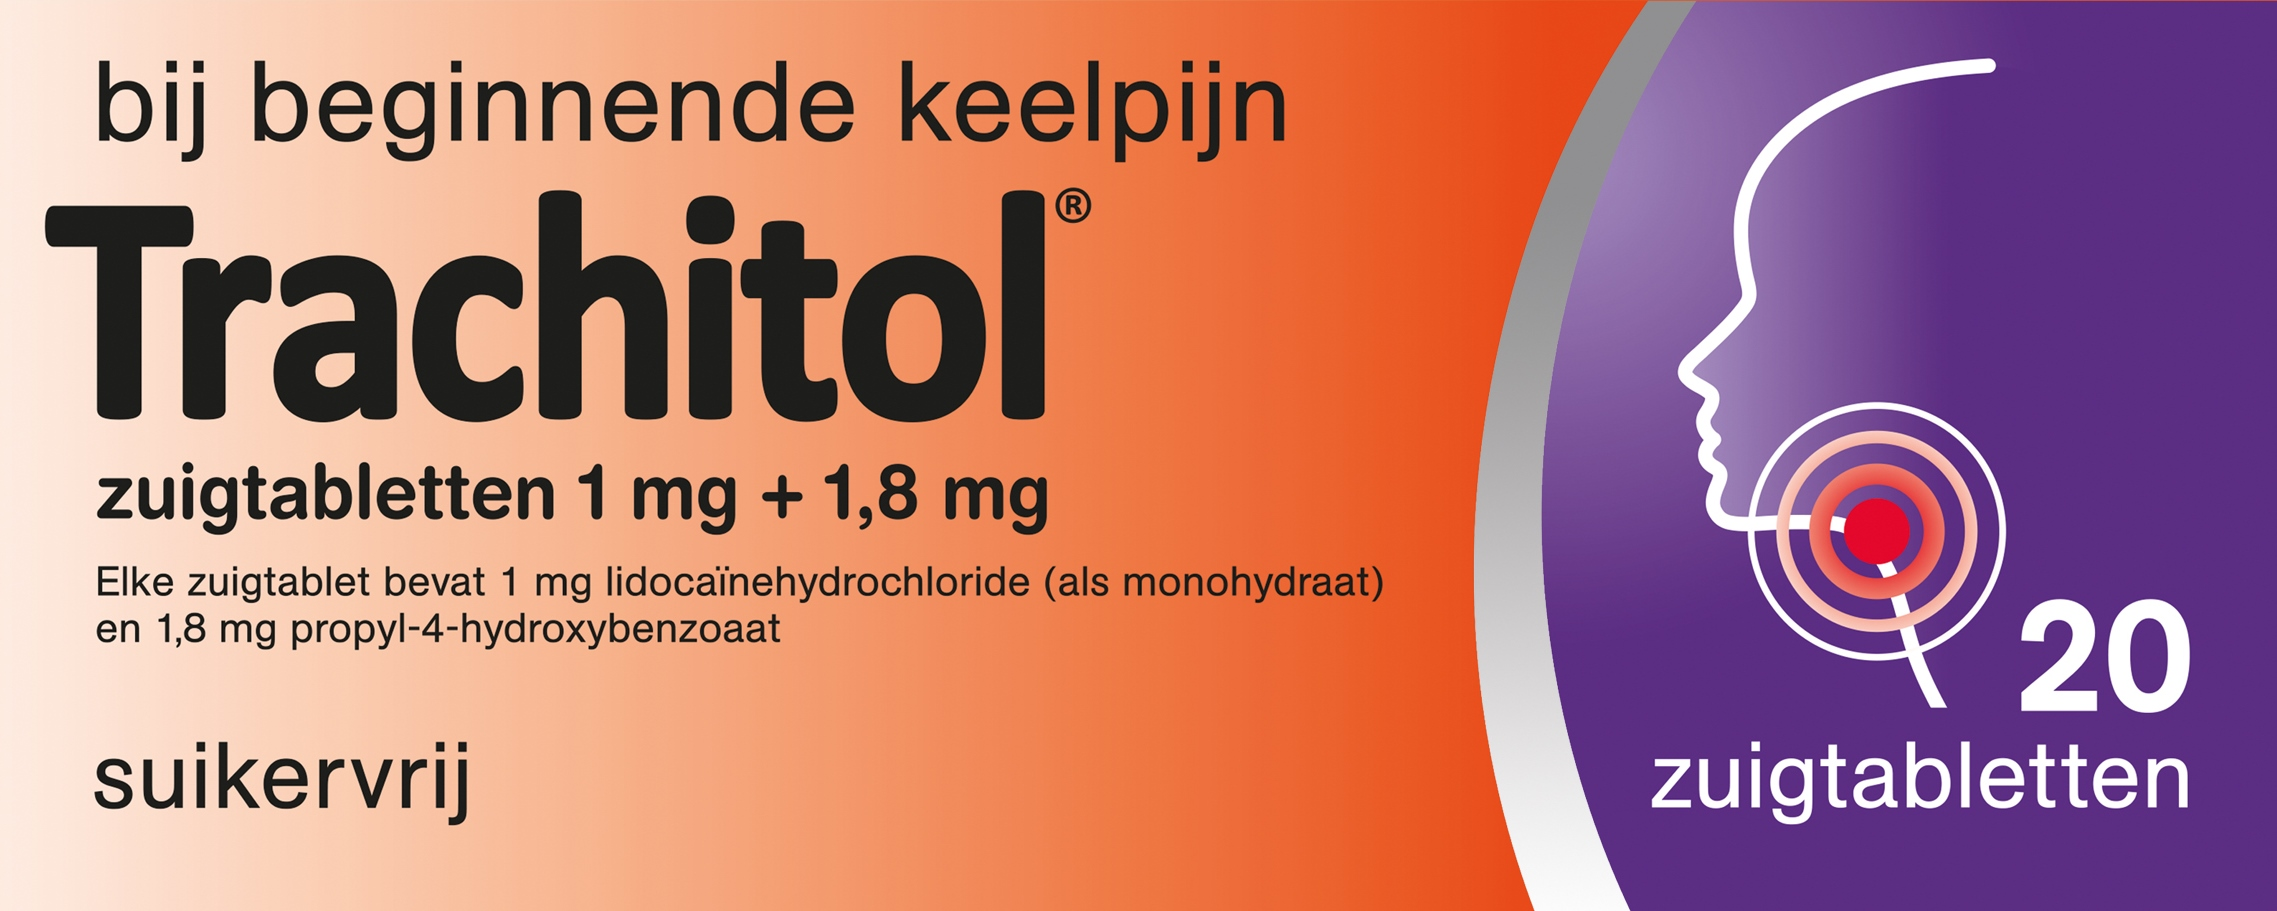 bij beginnende keelpijn
Trachitol®
zuigtabletten 1 mg + 1,8 mg
Elke zuigtablet bevat 1 mg lidocaïnehydrochloride (als monohydraat)
en 1,8 mg propyl-4-hydroxybenzoaat
suikervrij
20
zuigtabletten